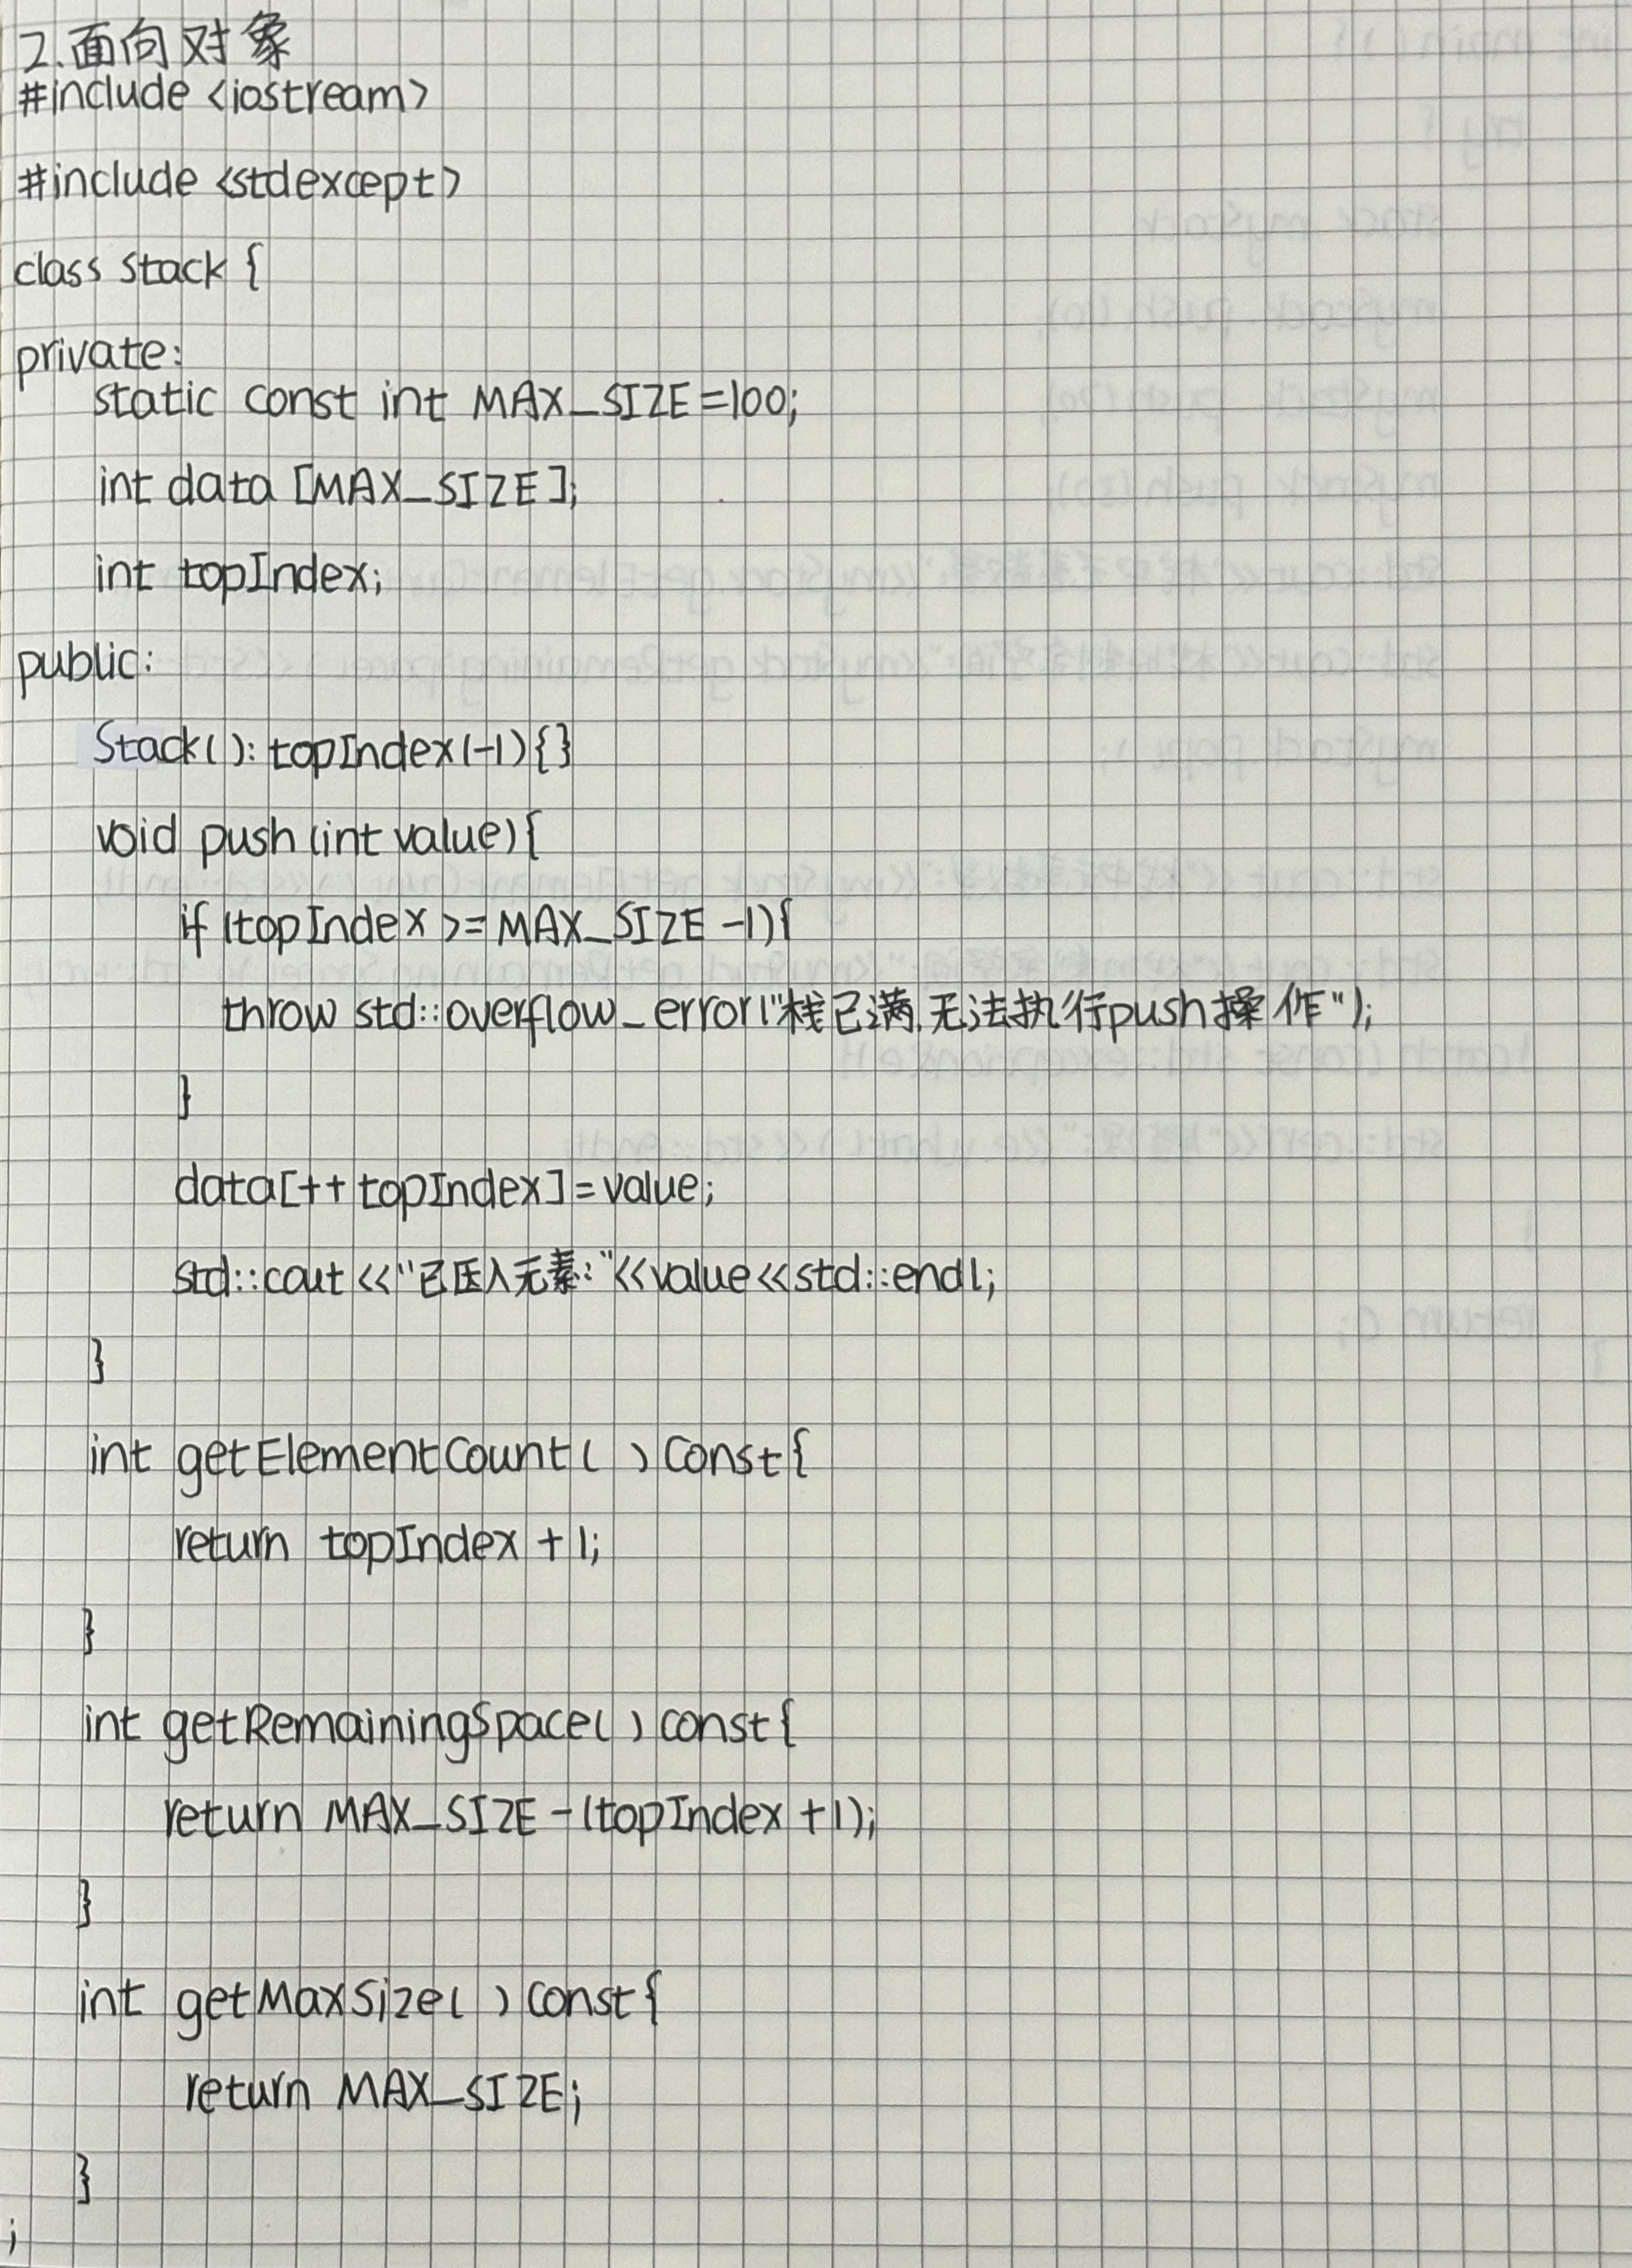 2.面向对象
#include <iostream>
#include <stdexcept>
class Stack {
private:
static const int MAX_SIZE=100;
int data [MAX_SIZE];
int topIndex;
public:
Stack(): topIndex(-1){}
void push (int value){
if (topIndex >= MAX_SIZE -1){
throw std::overflow_error("栈已满,无法执行push操作");
}
data[++ topIndex]=value;
std::cout <<"已压入元素:"<<value<<std::endl;
}
int getElementCount( ) const{
return topIndex +1;
}
int getRemainingSpace( ) const{
return MAX_SIZE -(topIndex +1);
}
int getMaxSize( ) const{
return MAX_SIZE;
}
;